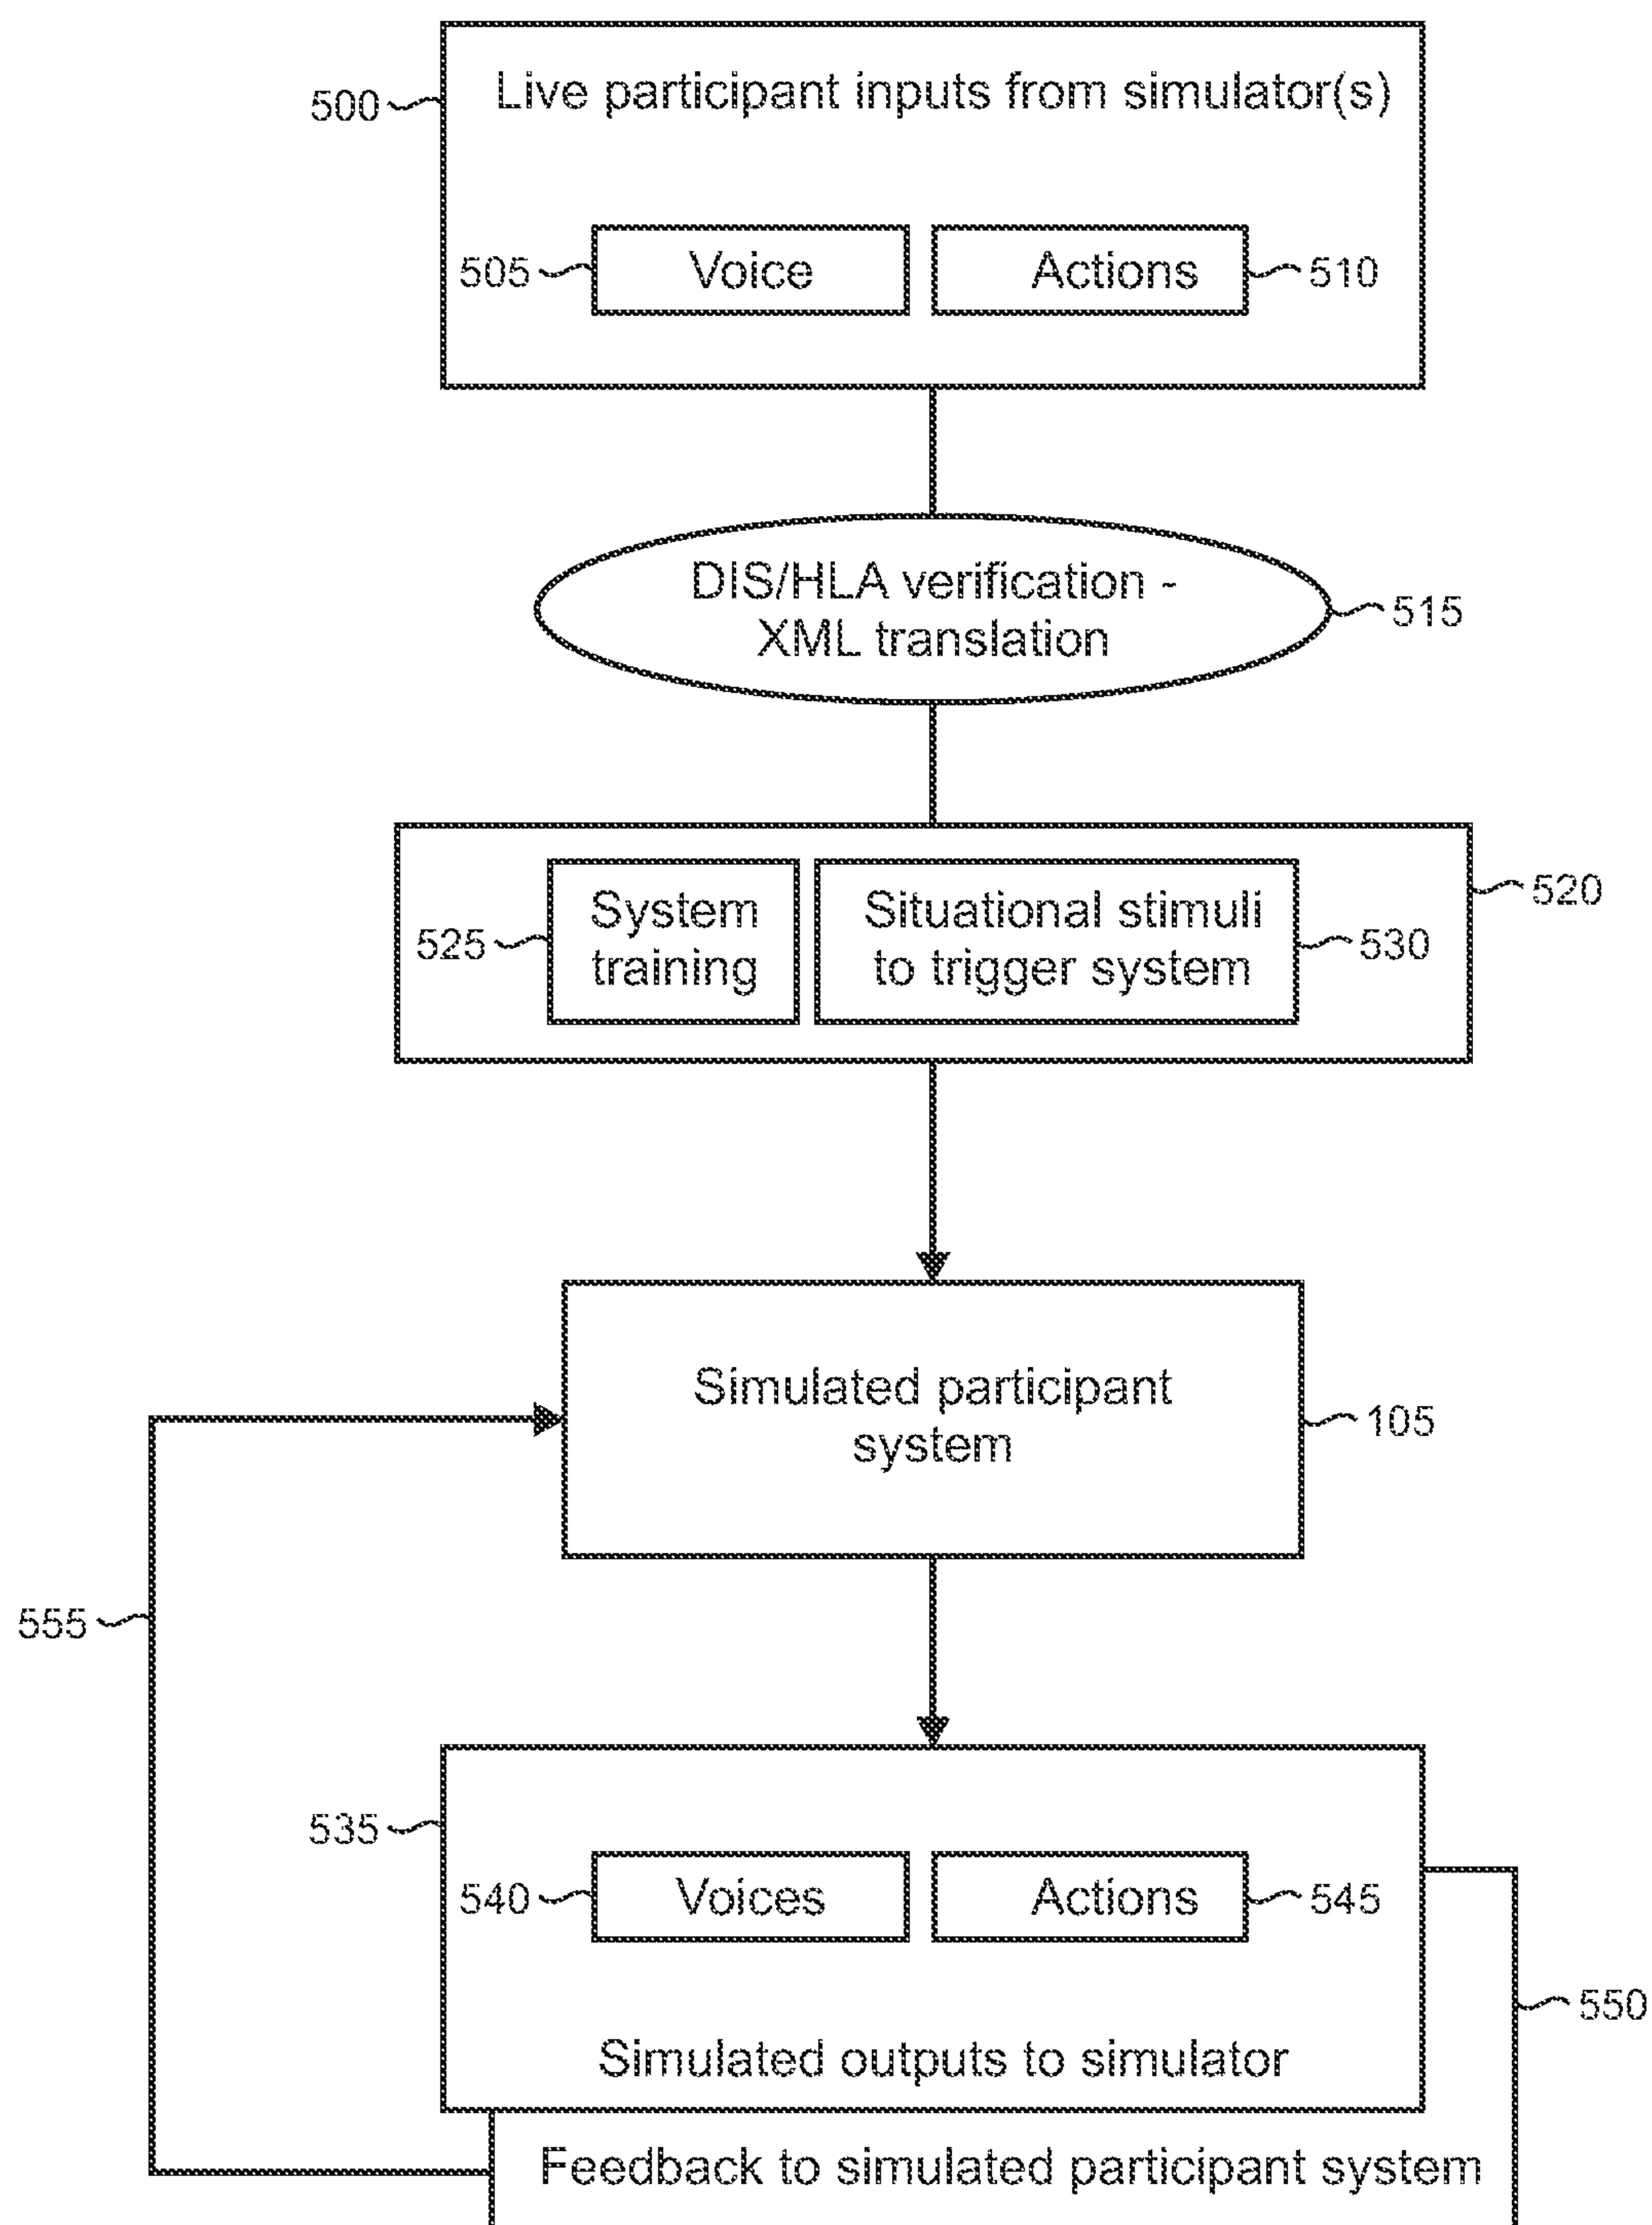 Live participant inputs from simulator(s)
500
505
Voice
Actions
510
DIS/HLA verification -
XML translation
515
520
525
System
training
Situational stimuli
to trigger system
530
Simulated participant
system
105
555
535
540
Voices
Actions
545
550
Simulated outputs to simulator
Feedback to simulated participant system